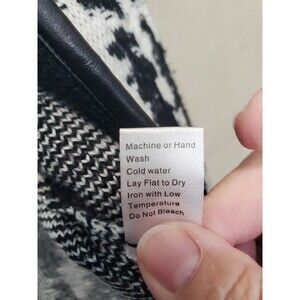 Machine or Hand
Wash
Cold water
Lay Flat to Dry
Iron with Low
Temperature
Do Not Bleach